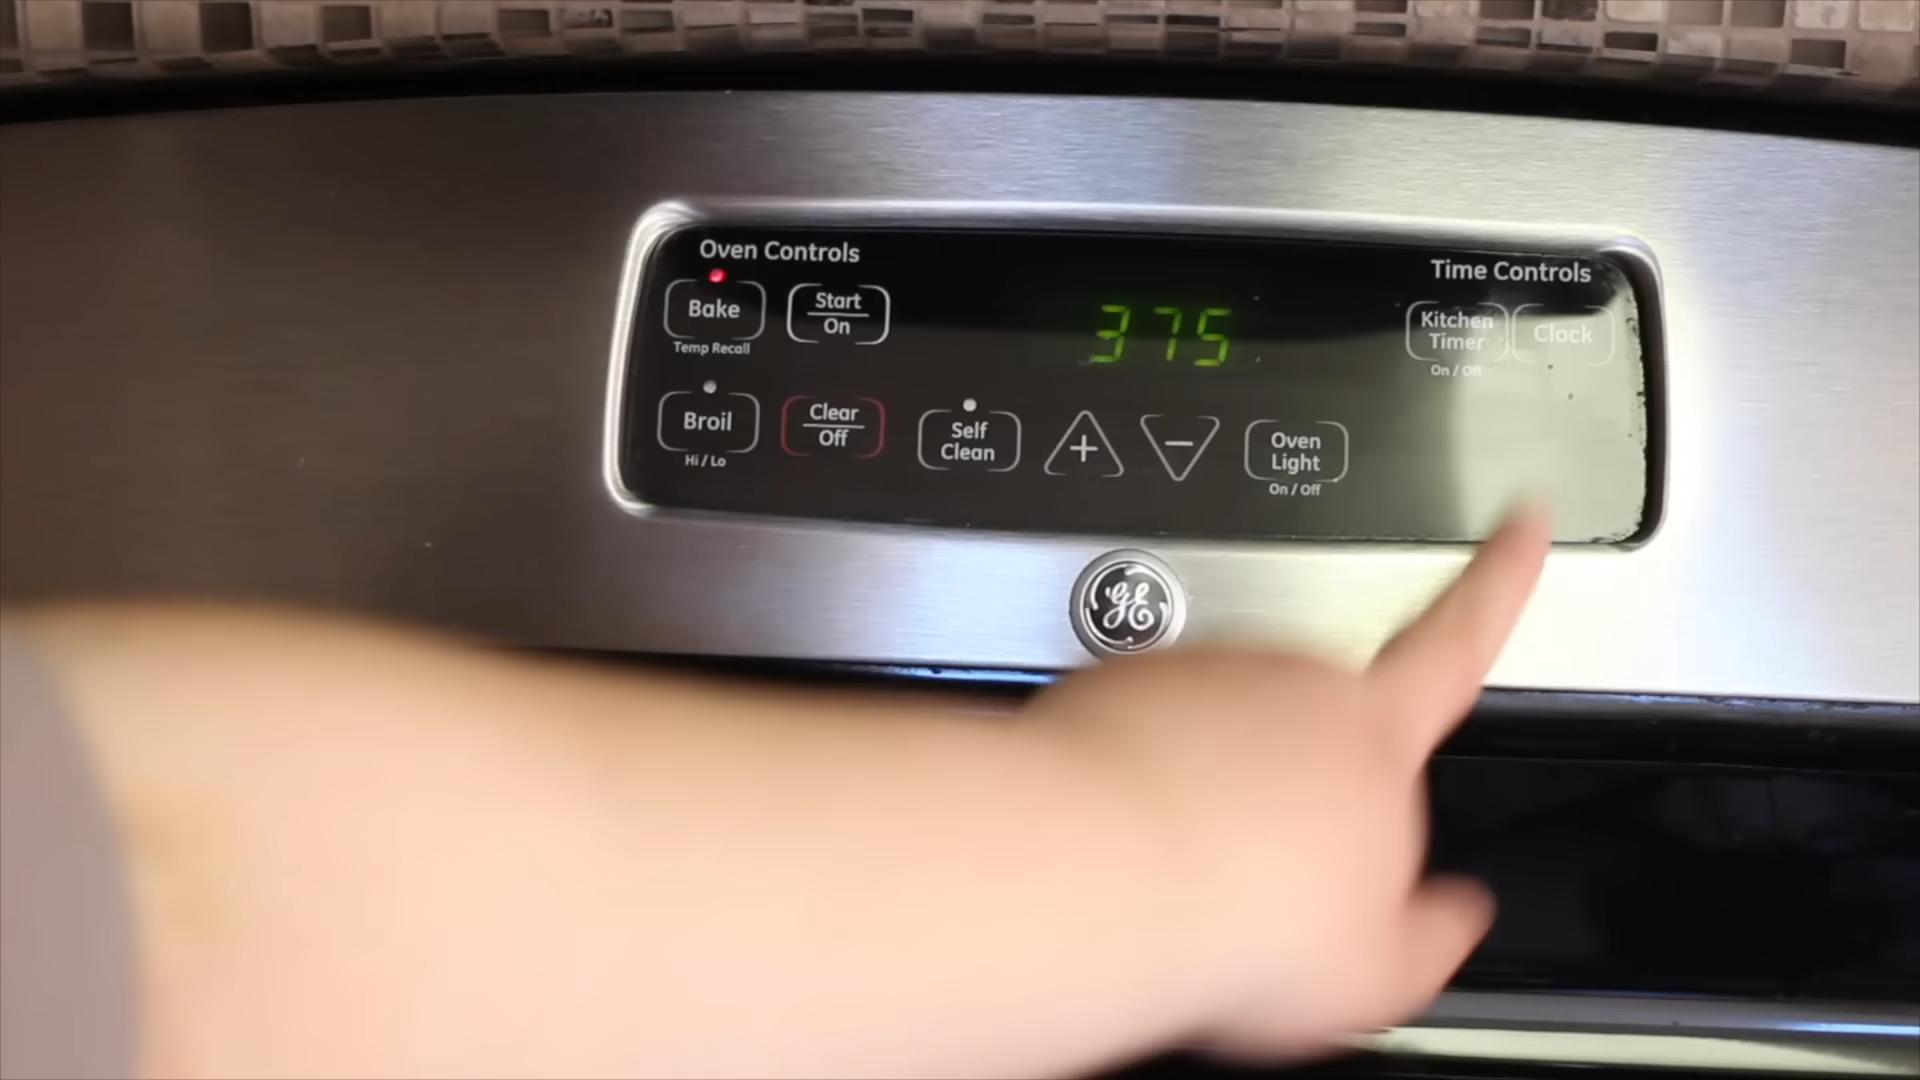 Oven Controls
Time Controls
Bake
Temp Recall
Start
On
375
Kitchen
Timer
On / Off
Clock
Broil
Hi / Lo
Clear
Off
Self
Clean
+
−
Oven
Light
On / Off
GE